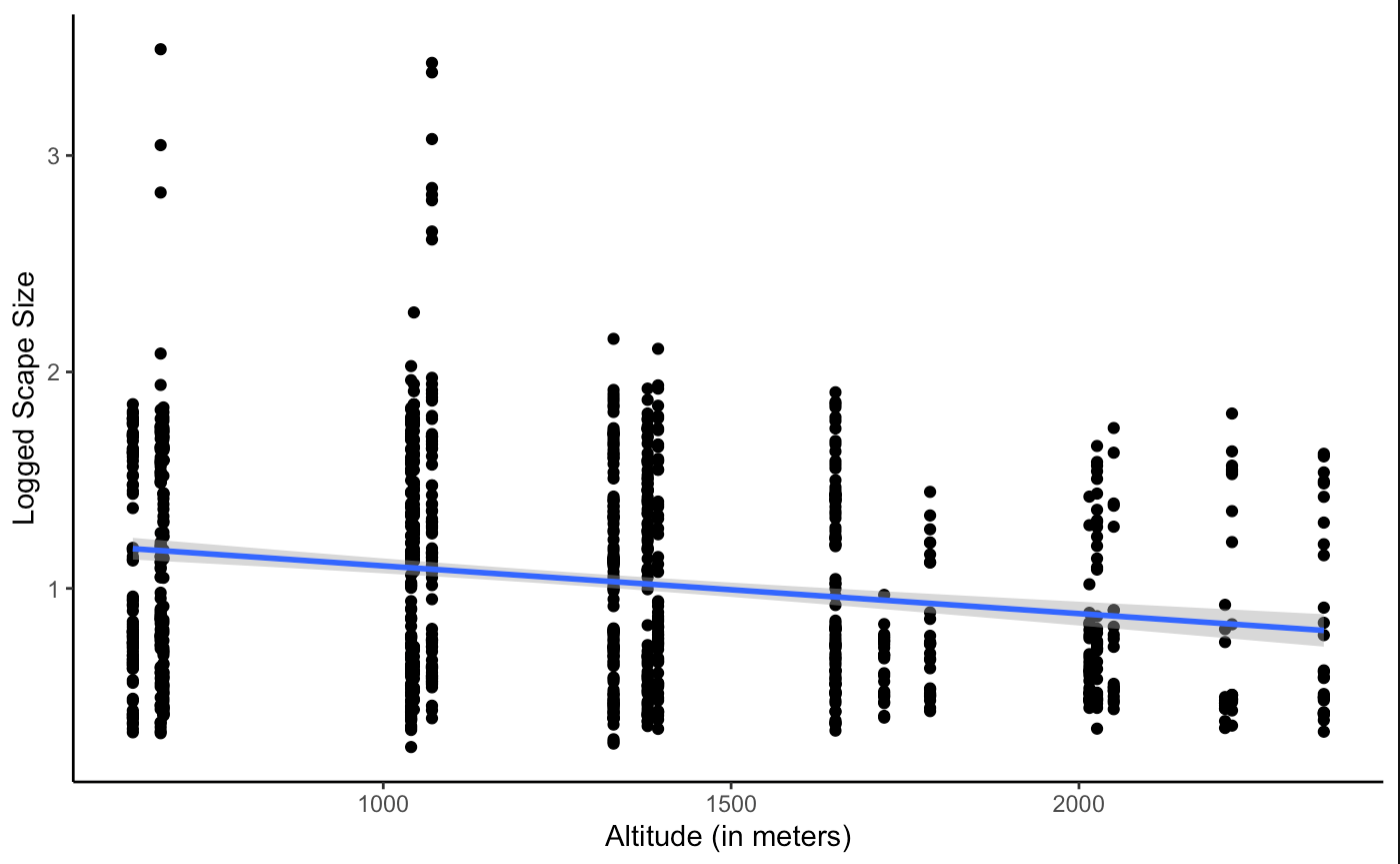 3
2
1
Logged Scape Size
1000 1500 2000
Altitude (in meters)